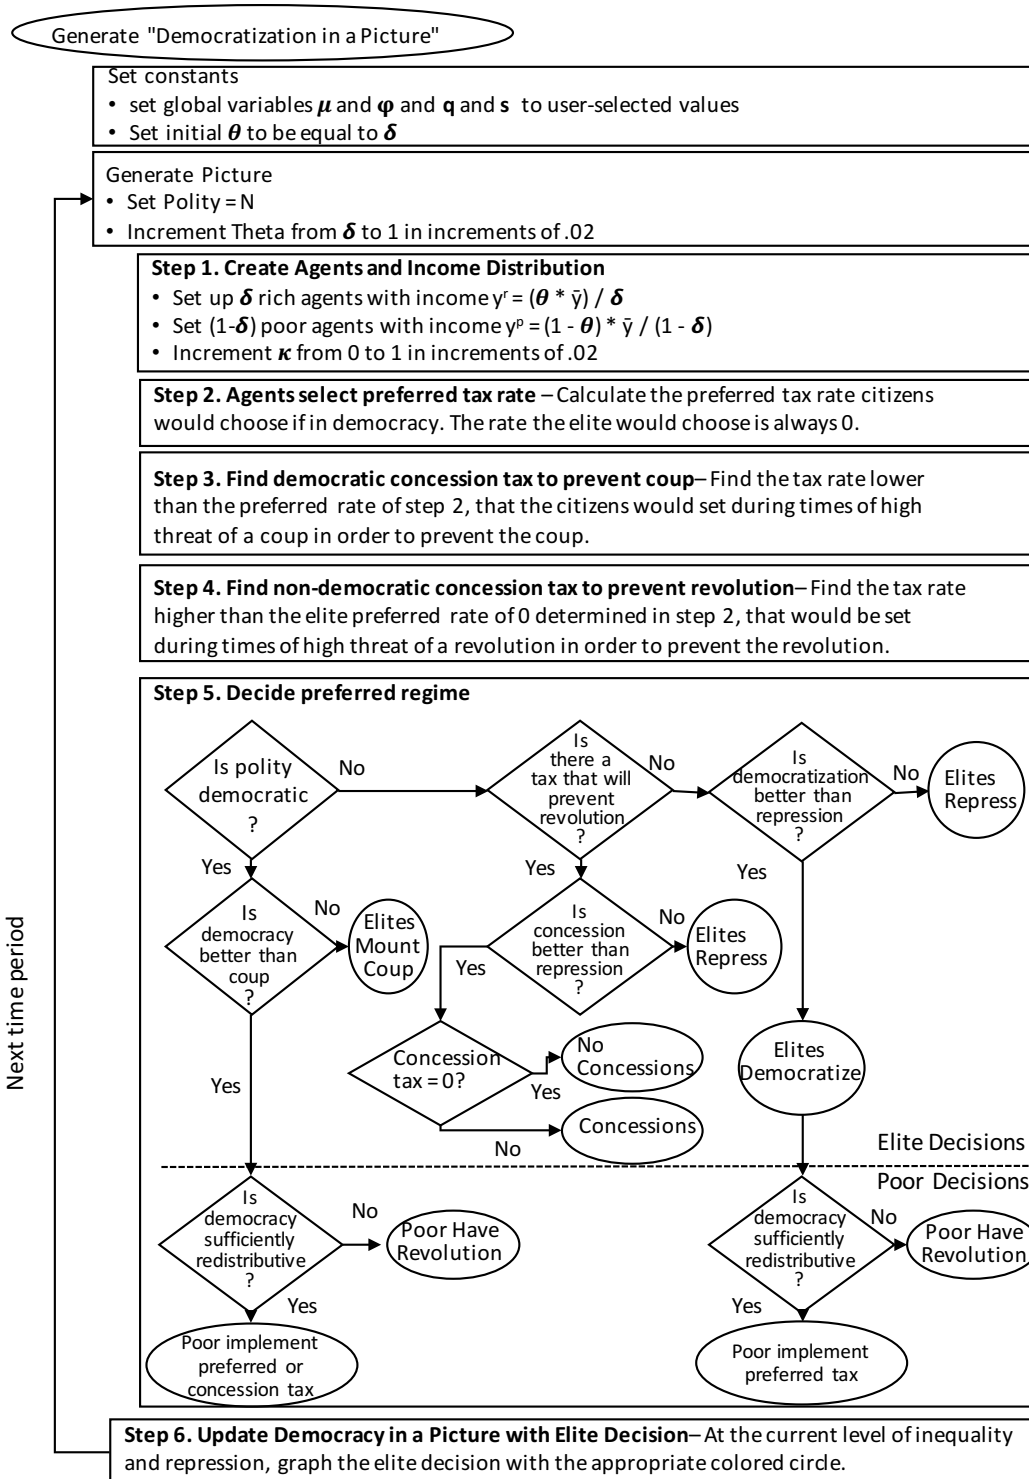 Generate "Democratization in a Picture"
Set constants
• set global variables μ and φ and q and s to user-selected values
• Set initial θ to be equal to δ
Generate Picture
• Set Polity = N
• Increment Theta from δ to 1 in increments of .02
Step 1. Create Agents and Income Distribution
• Set up δ rich agents with income yʳ = (θ * ȳ) / δ
• Set (1-δ) poor agents with income yᵖ = (1 - θ) * ȳ / (1 - δ)
• Increment κ from 0 to 1 in increments of .02
Step 2. Agents select preferred tax rate – Calculate the preferred tax rate citizens
would choose if in democracy. The rate the elite would choose is always 0.
Step 3. Find democratic concession tax to prevent coup– Find the tax rate lower
than the preferred rate of step 2, that the citizens would set during times of high
threat of a coup in order to prevent the coup.
Step 4. Find non-democratic concession tax to prevent revolution– Find the tax rate
higher than the elite preferred rate of 0 determined in step 2, that would be set
during times of high threat of a revolution in order to prevent the revolution.
Step 5. Decide preferred regime
Is polity
democratic
?
No
Is
there a
tax that will
prevent
revolution
?
No
Is
democratization
better than
repression
?
No
Elites
Repress
Yes
Yes
Yes
Is
democracy
better than
coup
?
No
Elites
Mount
Coup
Is
concession
better than
repression
?
No
Elites
Repress
Yes
Yes
Concession
tax = 0?
Yes
No
Concessions
No
Concessions
Elites
Democratize
Elite Decisions
Poor Decisions
Is
democracy
sufficiently
redistributive
?
No
Poor Have
Revolution
Yes
Poor implement
preferred or
concession tax
Is
democracy
sufficiently
redistributive
?
No
Poor Have
Revolution
Yes
Poor implement
preferred tax
Next time period
Step 6. Update Democracy in a Picture with Elite Decision– At the current level of inequality
and repression, graph the elite decision with the appropriate colored circle.